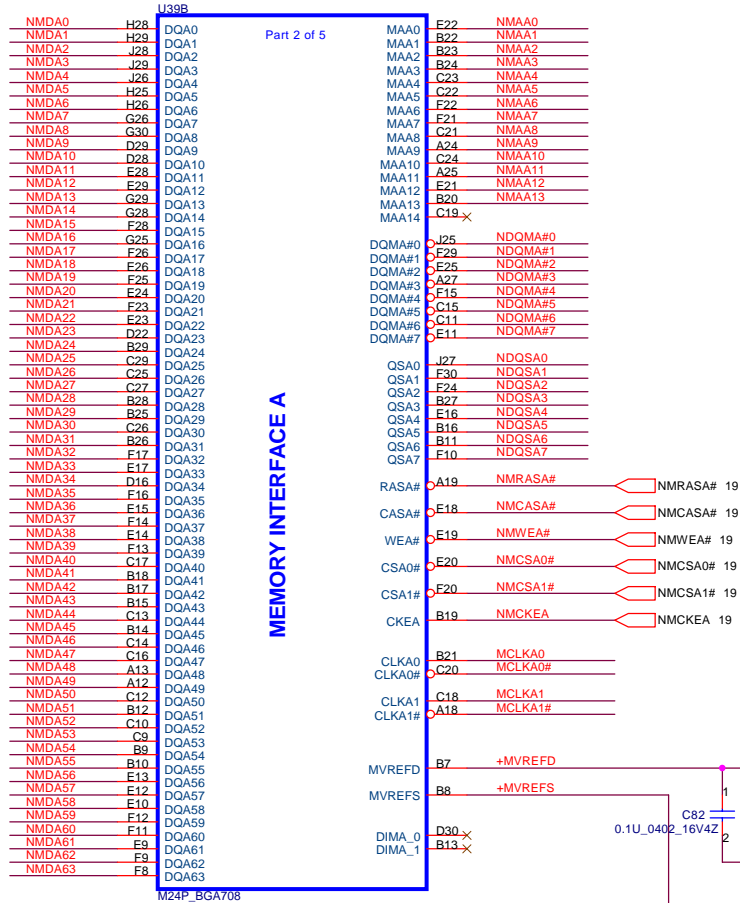 U39B
Part 2 of 5
MEMORY INTERFACE A
NMDA0 H28 DQA0
NMDA1 H29 DQA1
NMDA2 J28 DQA2
NMDA3 J29 DQA3
NMDA4 J26 DQA4
NMDA5 H25 DQA5
NMDA6 H26 DQA6
NMDA7 G26 DQA7
NMDA8 G30 DQA8
NMDA9 D29 DQA9
NMDA10 D28 DQA10
NMDA11 E28 DQA11
NMDA12 E29 DQA12
NMDA13 G29 DQA13
NMDA14 G28 DQA14
NMDA15 F28 DQA15
NMDA16 G25 DQA16
NMDA17 F26 DQA17
NMDA18 E26 DQA18
NMDA19 F25 DQA19
NMDA20 E24 DQA20
NMDA21 F23 DQA21
NMDA22 E23 DQA22
NMDA23 D22 DQA23
NMDA24 B29 DQA24
NMDA25 C29 DQA25
NMDA26 C25 DQA26
NMDA27 C27 DQA27
NMDA28 B28 DQA28
NMDA29 B25 DQA29
NMDA30 C26 DQA30
NMDA31 B26 DQA31
NMDA32 F17 DQA32
NMDA33 E17 DQA33
NMDA34 D16 DQA34
NMDA35 F16 DQA35
NMDA36 E15 DQA36
NMDA37 F14 DQA37
NMDA38 E14 DQA38
NMDA39 F13 DQA39
NMDA40 C17 DQA40
NMDA41 B18 DQA41
NMDA42 B17 DQA42
NMDA43 B15 DQA43
NMDA44 C13 DQA44
NMDA45 B14 DQA45
NMDA46 C14 DQA46
NMDA47 C16 DQA47
NMDA48 A13 DQA48
NMDA49 A12 DQA49
NMDA50 C12 DQA50
NMDA51 B12 DQA51
NMDA52 C10 DQA52
NMDA53 C9 DQA53
NMDA54 B9 DQA54
NMDA55 B10 DQA55
NMDA56 E13 DQA56
NMDA57 E12 DQA57
NMDA58 E10 DQA58
NMDA59 F12 DQA59
NMDA60 F11 DQA60
NMDA61 E9 DQA61
NMDA62 F9 DQA62
NMDA63 F8 DQA63
MAA0 E22 NMAA0
MAA1 B22 NMAA1
MAA2 B23 NMAA2
MAA3 B24 NMAA3
MAA4 C23 NMAA4
MAA5 C22 NMAA5
MAA6 F22 NMAA6
MAA7 F21 NMAA7
MAA8 C21 NMAA8
MAA9 A24 NMAA9
MAA10 C24 NMAA10
MAA11 A25 NMAA11
MAA12 E21 NMAA12
MAA13 B20 NMAA13
MAA14 C19
DQMA#0 J25 NDQMA#0
DQMA#1 F29 NDQMA#1
DQMA#2 E25 NDQMA#2
DQMA#3 A27 NDQMA#3
DQMA#4 F15 NDQMA#4
DQMA#5 C15 NDQMA#5
DQMA#6 C11 NDQMA#6
DQMA#7 E11 NDQMA#7
QSA0 J27 NDQSA0
QSA1 F30 NDQSA1
QSA2 F24 NDQSA2
QSA3 B27 NDQSA3
QSA4 E16 NDQSA4
QSA5 B16 NDQSA5
QSA6 B11 NDQSA6
QSA7 F10 NDQSA7
RASA# A19 NMRASA# NMRASA# 19
CASA# E18 NMCASA# NMCASA# 19
WEA# E19 NMWEA# NMWEA# 19
CSA0# E20 NMCSA0# NMCSA0# 19
CSA1# F20 NMCSA1# NMCSA1# 19
CKEA B19 NMCKEA NMCKEA 19
CLKA0 B21 MCLKA0
CLKA0# C20 MCLKA0#
CLKA1 C18 MCLKA1
CLKA1# A18 MCLKA1#
MVREFD B7 +MVREFD
MVREFS B8 +MVREFS
DIMA_0 D30
DIMA_1 B13
1
C82
0.1U_0402_16V4Z
2
M24P_BGA708